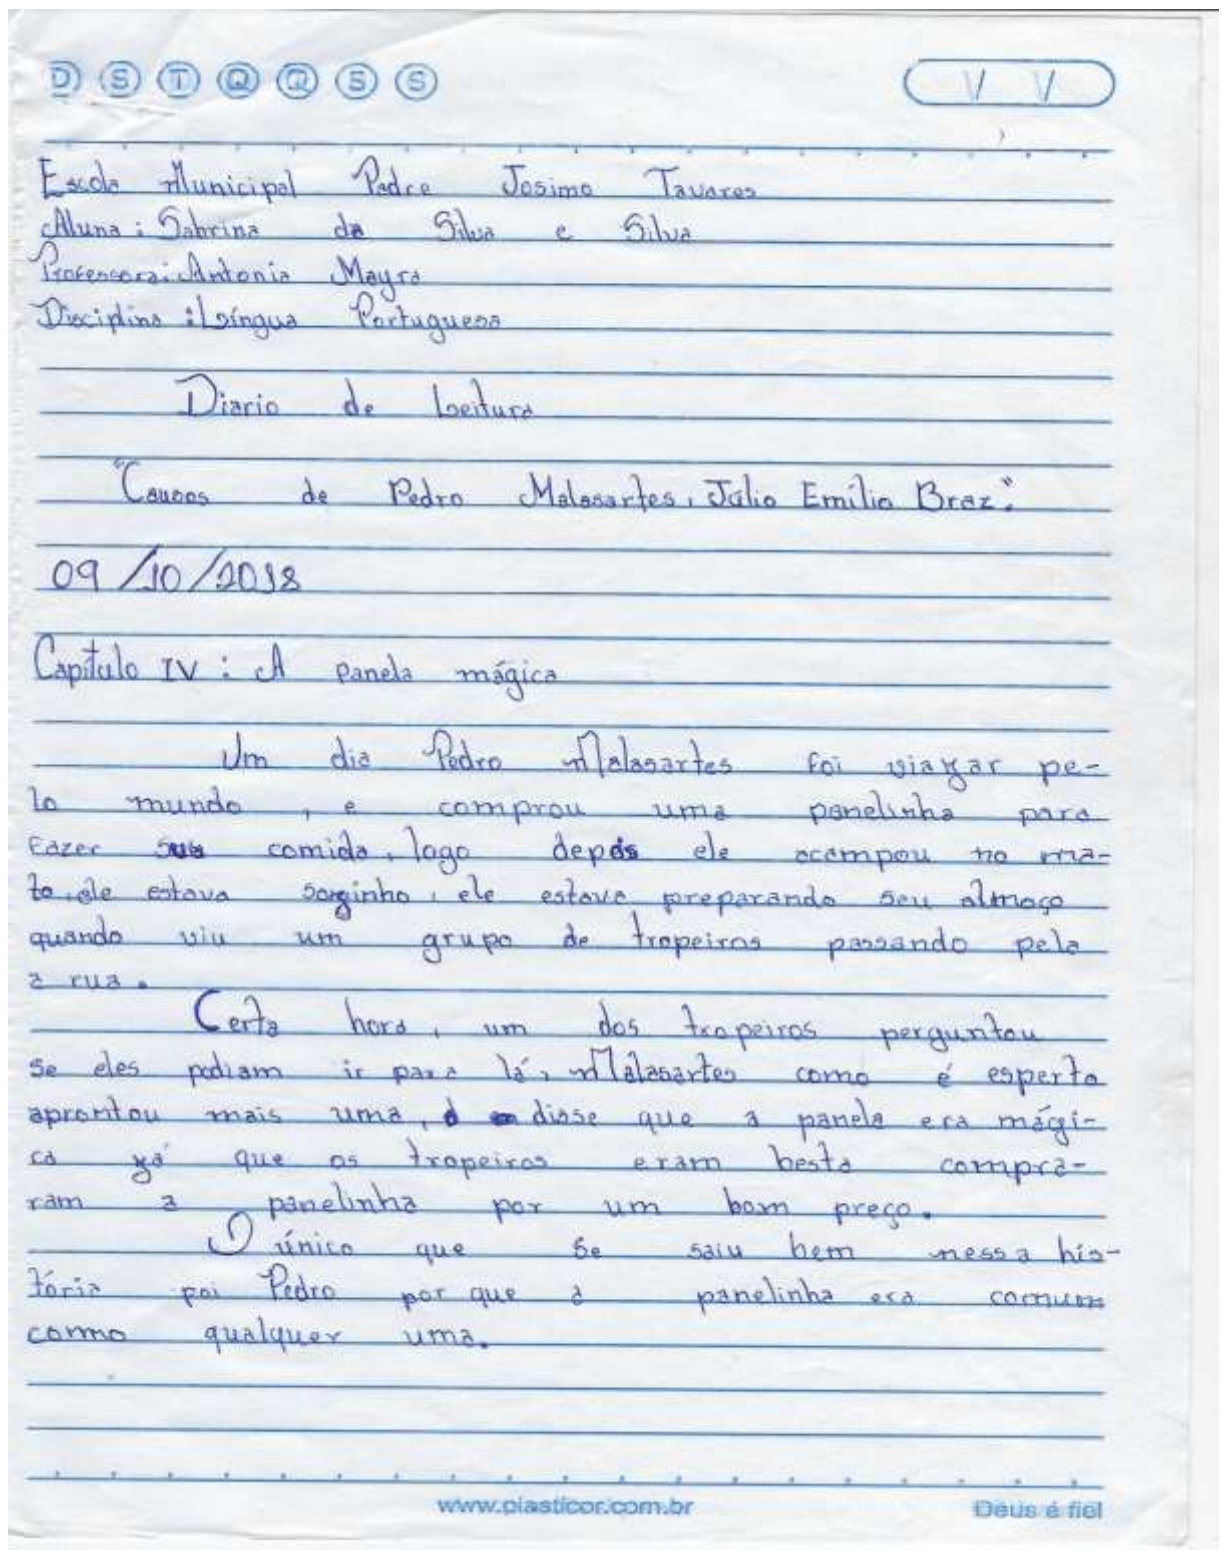 D S T Q Q S S
Escola Municipal Padre Josimo Tavares
Aluna: Sabrina da Silva e Silva
Professora: Antonia Mayra
Disciplina: Língua Portuguesa
Diario de Leitura
"Causos de Pedro Malasartes, Júlio Emílio Braz".
09/10/2018
Capítulo IV: A panela mágica
Um dia Pedro Malasartes foi viajar pe-
lo mundo, e comprou uma panelinha para
fazer sua comida, logo depois ele acampou no ma-
to, ele estava sozinho, ele estava preparando seu almoço
quando viu um grupo de tropeiros passando pela
a rua.
Certa hora, um dos tropeiros perguntou
se eles podiam ir para lá, Malasartes como é esperto
aprontou mais uma, disse que a panela era mági-
ca já que os tropeiros eram besta compra-
ram a panelinha por um bom preço.
O único que se saiu bem nessa his-
tória foi Pedro por que a panelinha era comum
como qualquer uma.
www.plasticor.com.br Deus é fiel